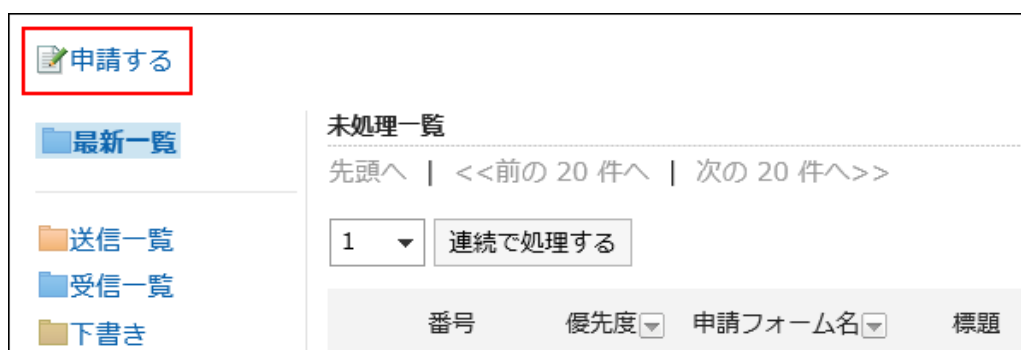 申請する
最新一覧
送信一覧
受信一覧
下書き
未処理一覧
先頭へ | <<前の 20 件へ | 次の 20 件へ>>
1 連続で処理する
番号 優先度 申請フォーム名 標題